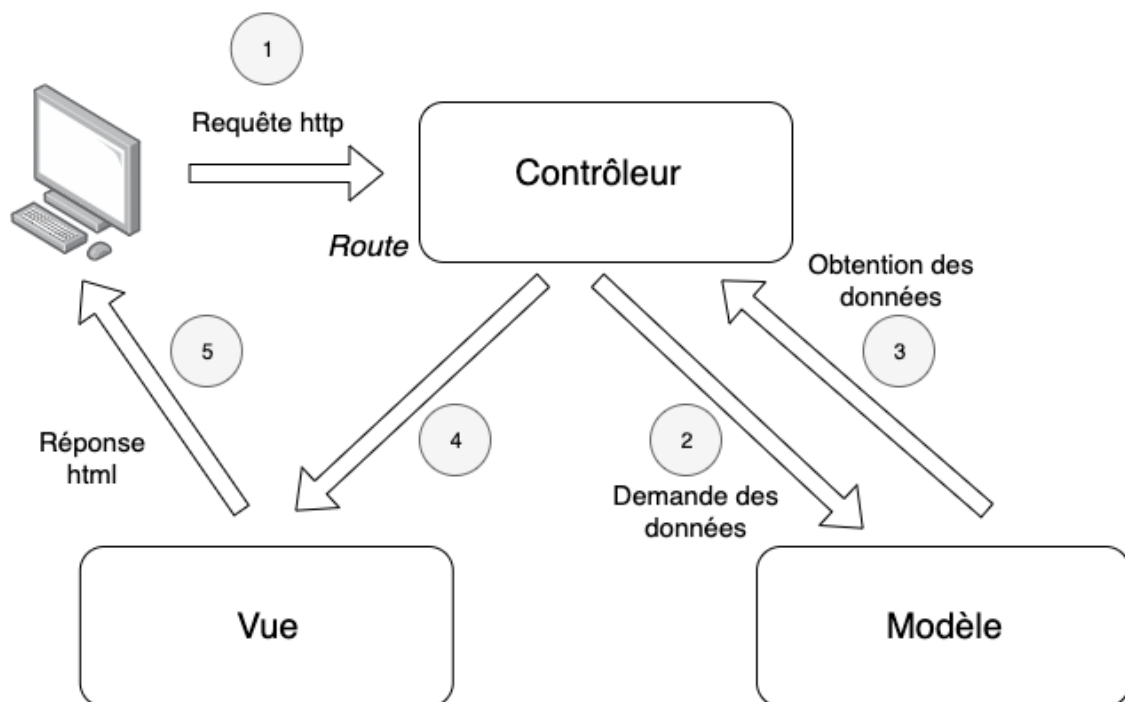 1
Requête http
Contrôleur
Route
Obtention des
données
3
5
4
2
Réponse
html
Demande des
données
Vue
Modèle